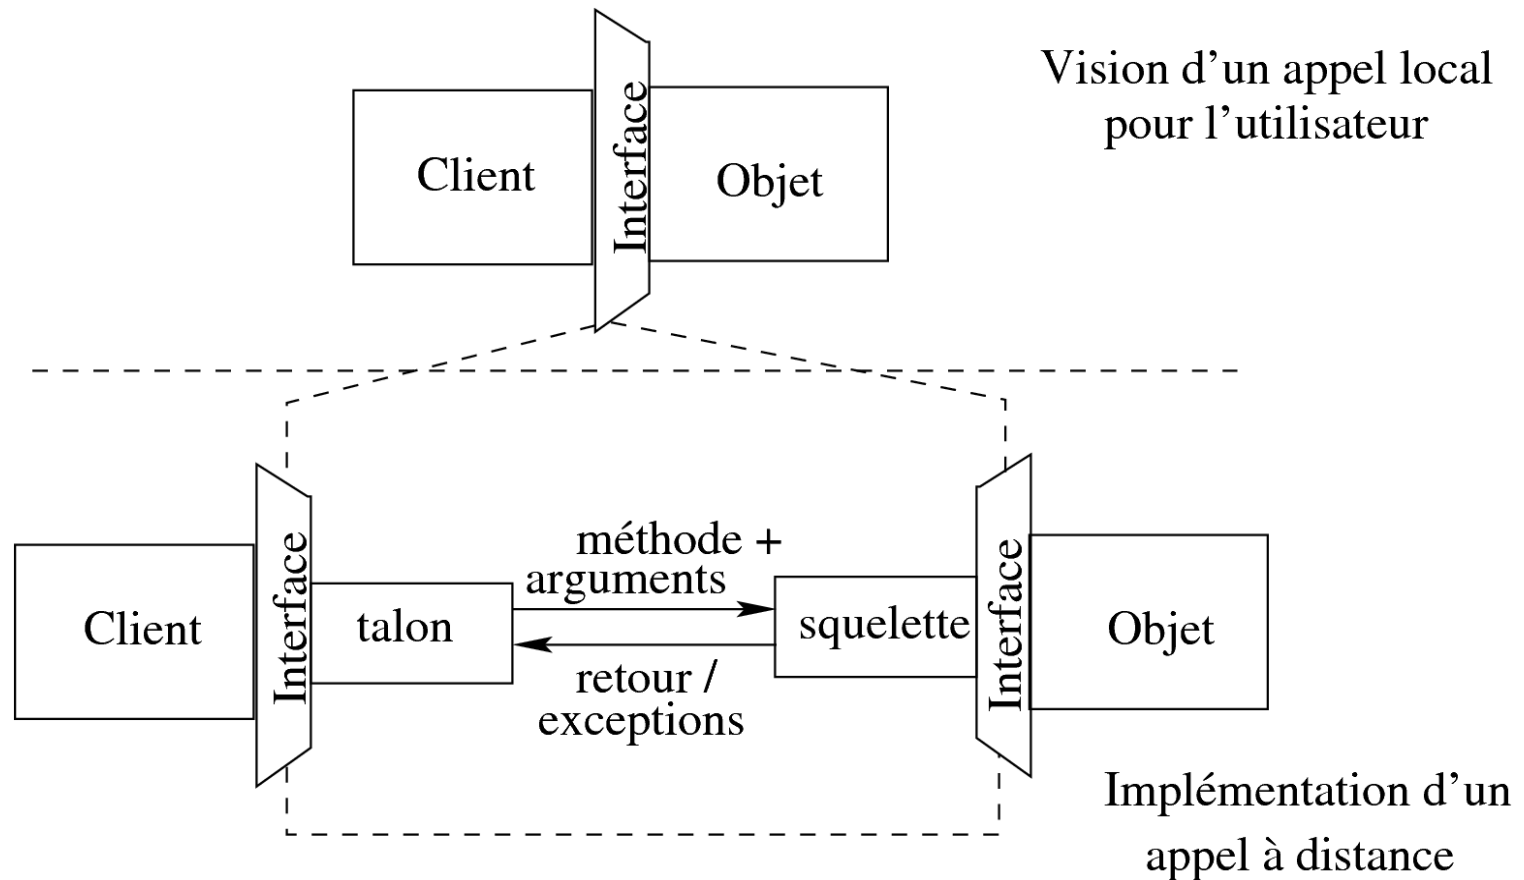 Vision d'un appel local
pour l'utilisateur
Client
Interface
Objet
Client
Interface
talon
méthode +
arguments
retour /
exceptions
squelette
Interface
Objet
Implémentation d'un
appel à distance